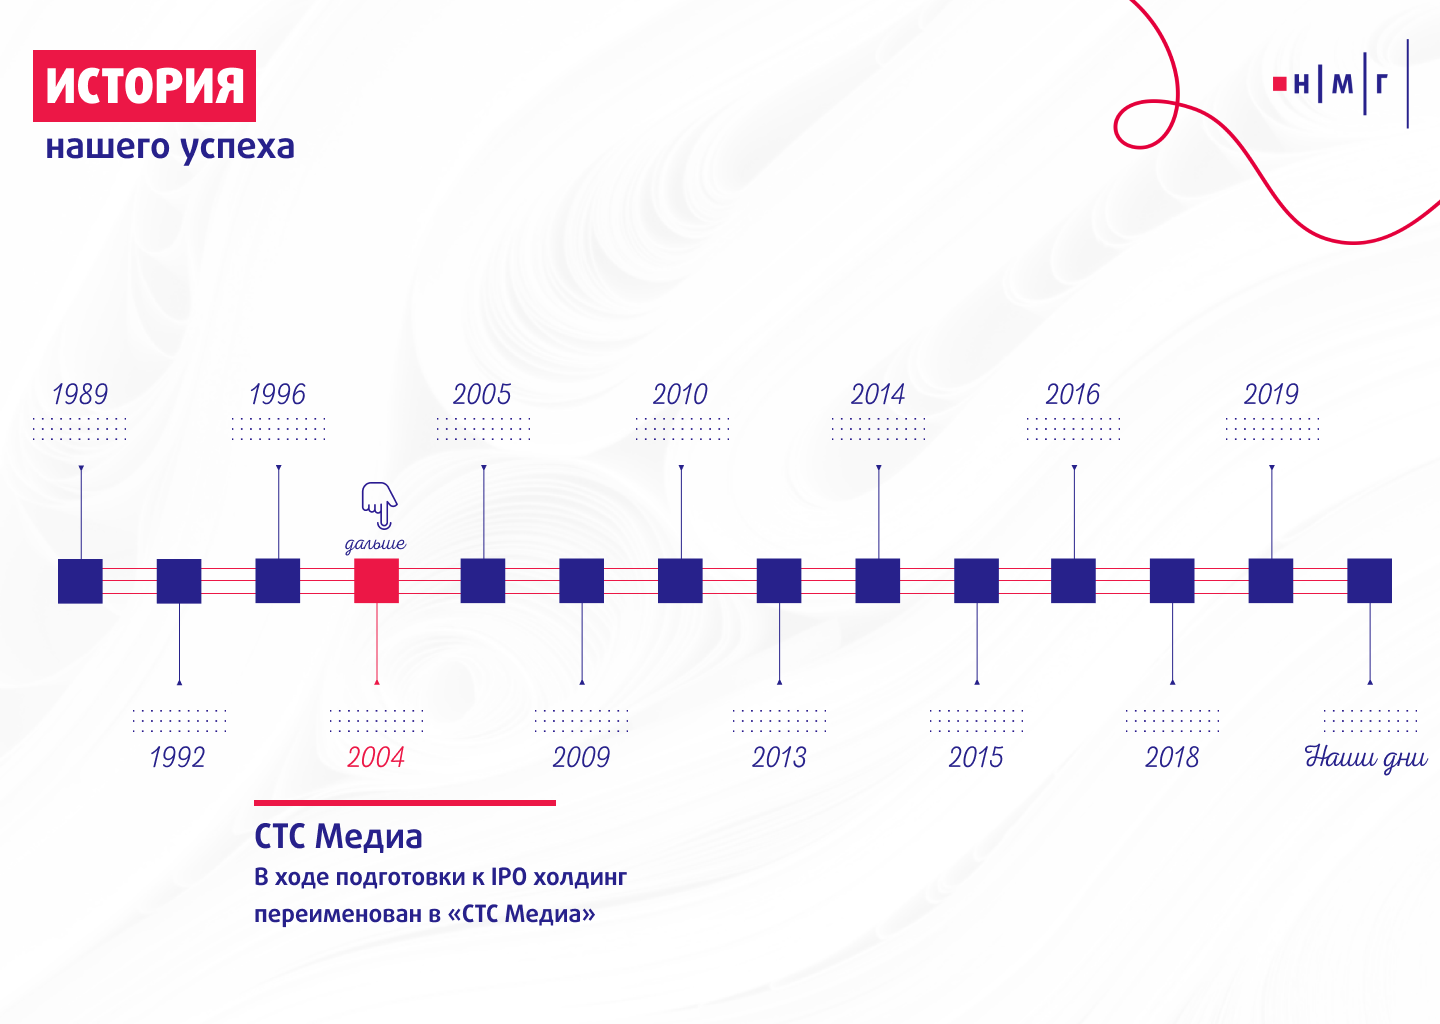 ИСТОРИЯ
нашего успеха
Н М Г
1989
1996
2005
2010
2014
2016
2019
дальше
1992
2004
2009
2013
2015
2018
Наши дни
СТС Медиа
В ходе подготовки к IPO холдинг
переименован в «СТС Медиа»